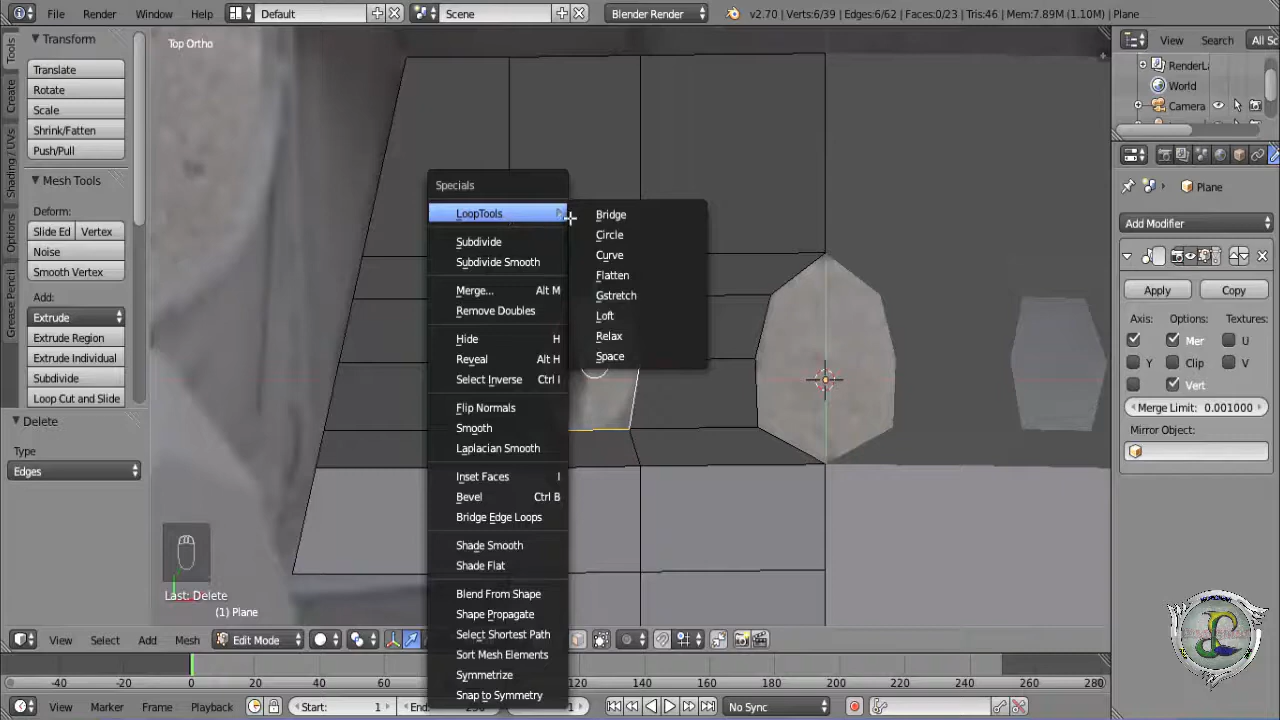 File
Render
Window
Help
Default
Scene
Blender Render
v2.70 | Verts:6/39 | Edges:6/62 | Faces:0/23 | Tris:46 | Mem:7.89M (1.10M) | Plane
Tools
Create
Shading / UVs
Options
Grease Pencil
Transform
Translate
Rotate
Scale
Shrink/Fatten
Push/Pull
Mesh Tools
Deform:
Slide Ed
Vertex
Noise
Smooth Vertex
Add:
Extrude
Extrude Region
Extrude Individual
Subdivide
Loop Cut and Slide
Delete
Type
Edges
Top Ortho
Specials
LoopTools
Subdivide
Subdivide Smooth
Merge... Alt M
Remove Doubles
Hide H
Reveal Alt H
Select Inverse Ctrl I
Flip Normals
Smooth
Laplacian Smooth
Inset Faces I
Bevel Ctrl B
Bridge Edge Loops
Shade Smooth
Shade Flat
Blend From Shape
Shape Propagate
Select Shortest Path
Sort Mesh Elements
Symmetrize
Snap to Symmetry
Bridge
Circle
Curve
Flatten
Gstretch
Loft
Relax
Space
Last: Delete
(1) Plane
View
Search
All Sc
RenderLa
World
Camera
Plane
Add Modifier
Apply
Copy
Axis:
Options:
Textures:
Mer
U
Y
Clip
V
Vert
Merge Limit: 0.001000
Mirror Object:
View
Select
Add
Mesh
Edit Mode
-40 -20 0 20 40 60 80 120 140 160 180 200 220 240 260 280
View
Marker
Frame
Playback
Start: 1
1
No Sync